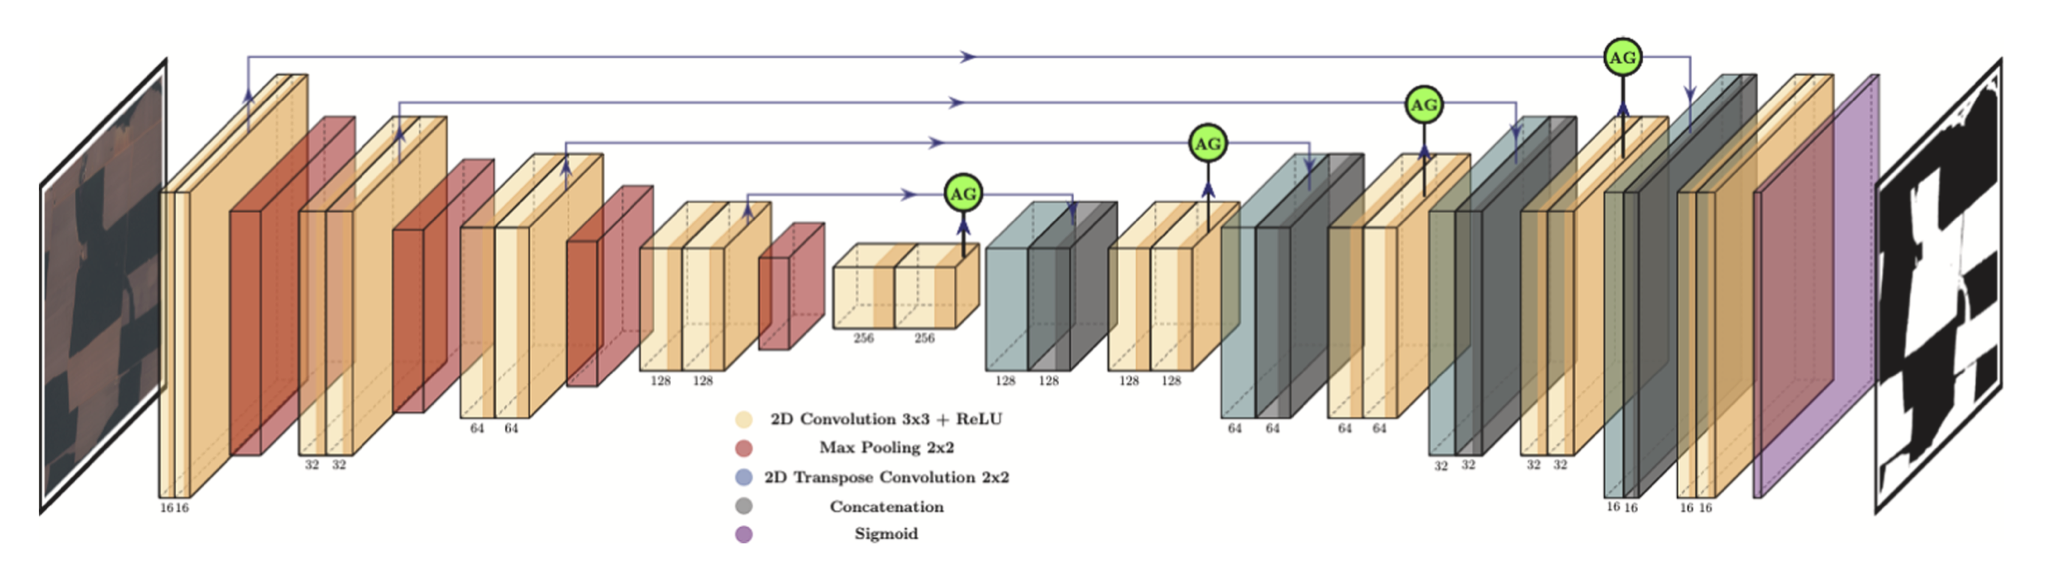 AG
AG
AG
AG
256 256
128 128
128 128
128 128
64 64
64 64
64 64
32 32
32 32
32 32
16 16
16 16
16 16
2D Convolution 3x3 + ReLU
Max Pooling 2x2
2D Transpose Convolution 2x2
Concatenation
Sigmoid